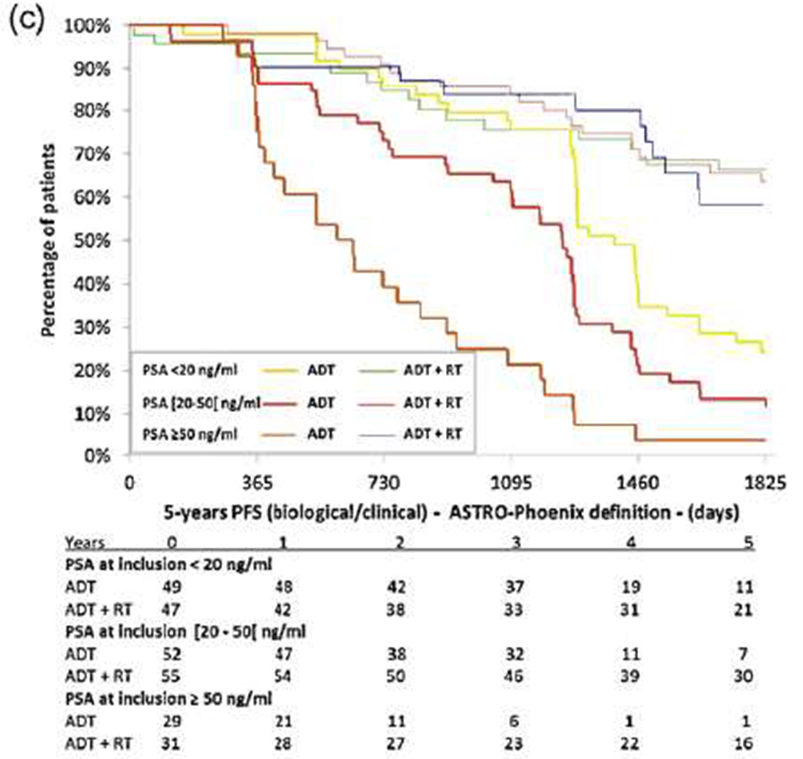 (c)
Percentage of patients
100%
90%
80%
70%
60%
50%
40%
30%
20%
10%
0%
PSA <20 ng/ml ADT ADT + RT
PSA [20-50[ ng/ml ADT ADT + RT
PSA ≥50 ng/ml ADT ADT + RT
0 365 730 1095 1460 1825
5-years PFS (biological/clinical) - ASTRO-Phoenix definition - (days)
Years 0 1 2 3 4 5
PSA at inclusion < 20 ng/ml
ADT 49 48 42 37 19 11
ADT + RT 47 42 38 33 31 21
PSA at inclusion [20 - 50[ ng/ml
ADT 52 47 38 32 11 7
ADT + RT 55 54 50 46 39 30
PSA at inclusion ≥ 50 ng/ml
ADT 29 21 11 6 1 1
ADT + RT 31 28 27 23 22 16